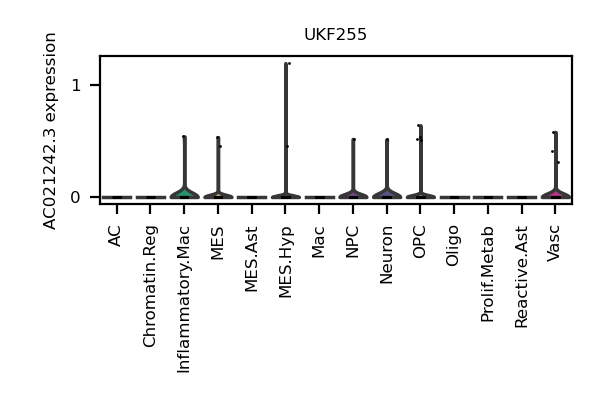 UKF255
AC021242.3 expression
1
0
AC
Chromatin.Reg
Inflammatory.Mac
MES
MES.Ast
MES.Hyp
Mac
NPC
Neuron
OPC
Oligo
Prolif.Metab
Reactive.Ast
Vasc